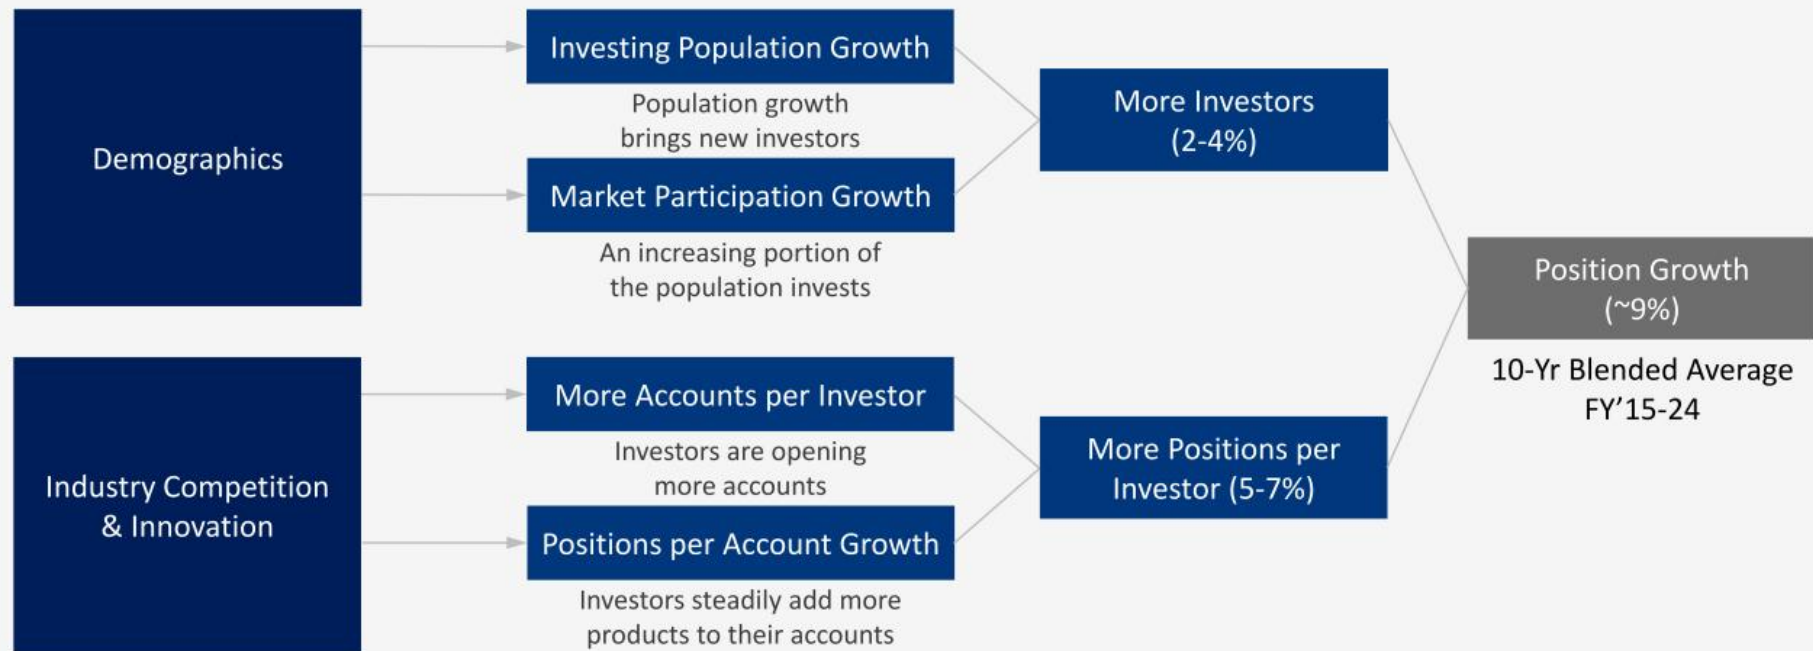 Demographics
Investing Population Growth
Population growth
brings new investors
Market Participation Growth
An increasing portion of
the population invests
More Investors
(2-4%)
Industry Competition
& Innovation
More Accounts per Investor
Investors are opening
more accounts
Positions per Account Growth
Investors steadily add more
products to their accounts
More Positions per
Investor (5-7%)
Position Growth
(~9%)
10-Yr Blended Average
FY'15-24